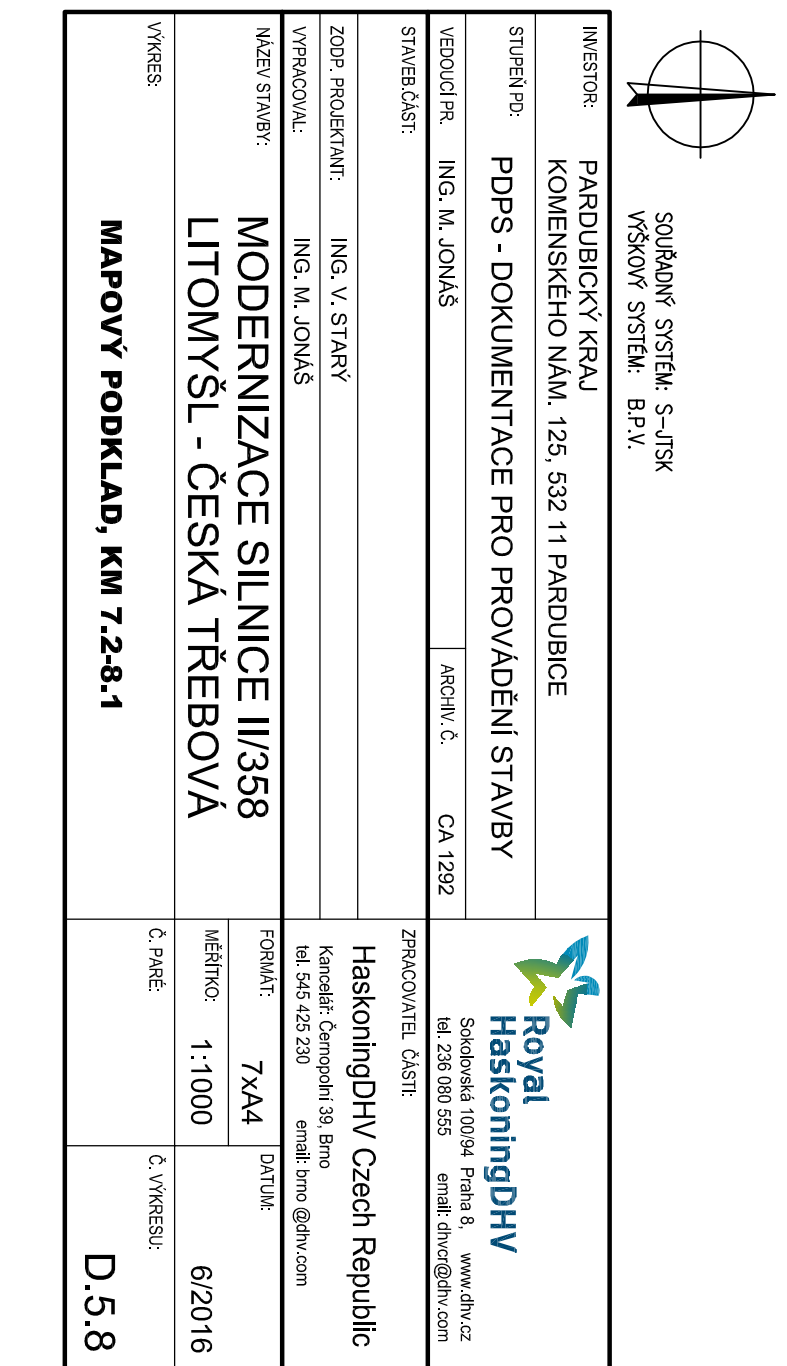 SOUŘADNÝ SYSTÉM: S-JTSK
VÝŠKOVÝ SYSTÉM: B.P.V.
INVESTOR: PARDUBICKÝ KRAJ
KOMENSKÉHO NÁM. 125, 532 11 PARDUBICE
STUPEŇ PD: PDPS - DOKUMENTACE PRO PROVÁDĚNÍ STAVBY
VEDOUCÍ PR. ING. M. JONÁŠ ARCHIV. Č. CA 1292
Royal
HaskoningDHV
Sokolovská 100/94 Praha 8, www.dhv.cz
tel. 236 080 555 email: dhvcr@dhv.com
STAVEB.ČÁST:
ZODP. PROJEKTANT: ING. V. STARÝ
VYPRACOVAL: ING. M. JONÁŠ
ZPRACOVATEL ČÁSTI:
HaskoningDHV Czech Republic
Kancelář: Černopolní 39, Brno
tel. 545 425 230 email: brno @dhv.com
NÁZEV STAVBY: MODERNIZACE SILNICE II/358
LITOMYŠL - ČESKÁ TŘEBOVÁ
FORMÁT: 7xA4
DATUM: 6/2016
MĚŘÍTKO: 1:1000
VÝKRES: MAPOVÝ PODKLAD, KM 7.2-8.1
Č. PARÉ:
Č. VÝKRESU: D.5.8